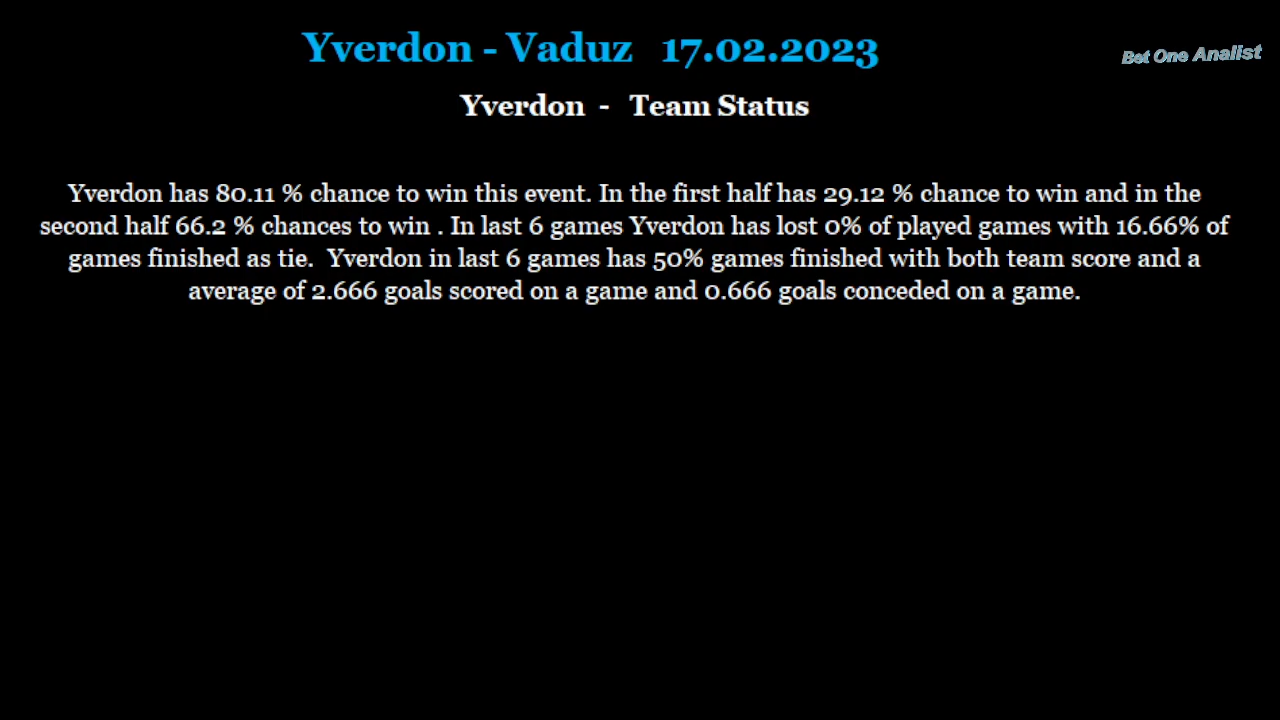 Yverdon - Vaduz 17.02.2023
Bet One Analist
Yverdon - Team Status
Yverdon has 80.11 % chance to win this event. In the first half has 29.12 % chance to win and in the
second half 66.2 % chances to win . In last 6 games Yverdon has lost 0% of played games with 16.66% of
games finished as tie. Yverdon in last 6 games has 50% games finished with both team score and a
average of 2.666 goals scored on a game and 0.666 goals conceded on a game.